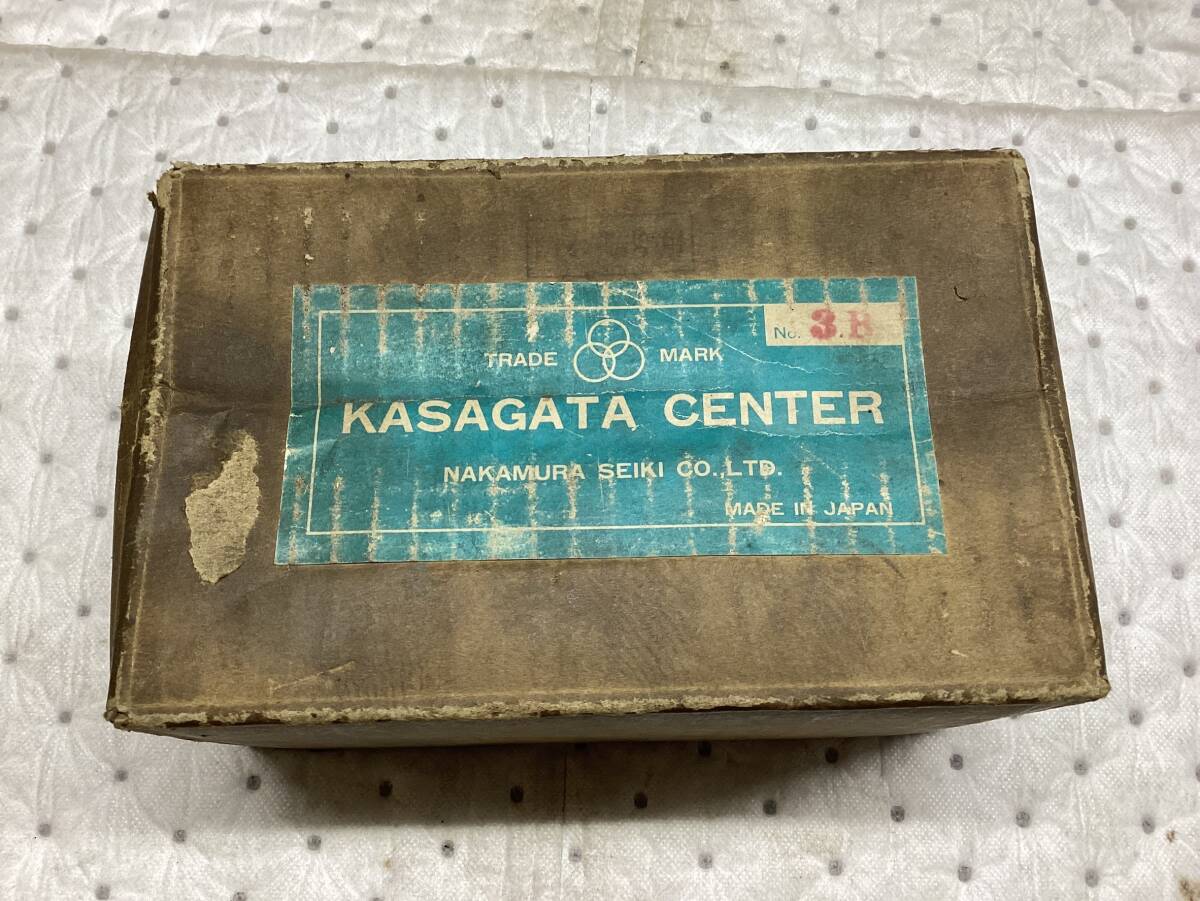 No. 3.B
TRADE MARK
KASAGATA CENTER
NAKAMURA SEIKI CO.,LTD.
MADE IN JAPAN